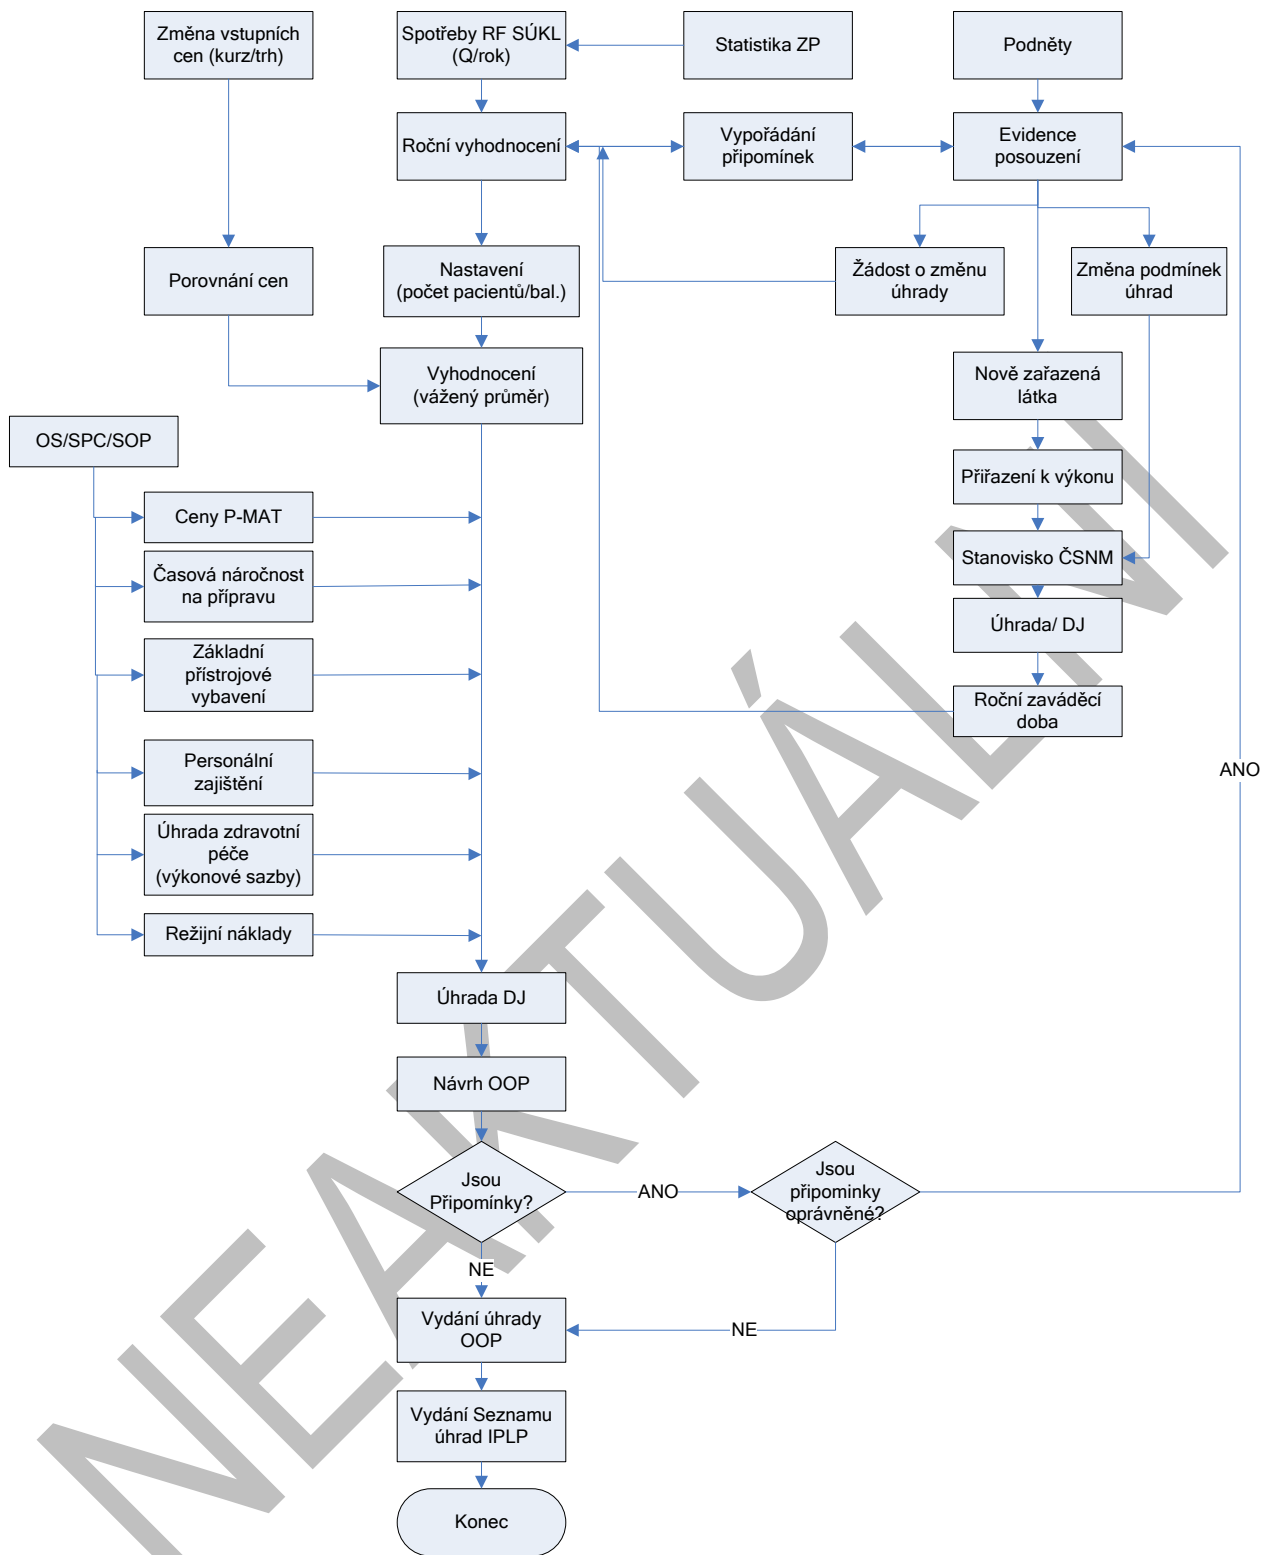 Změna vstupních
cen (kurz/trh)
Spotřeby RF SÚKL
(Q/rok)
Statistika ZP
Podněty
Roční vyhodnocení
Vypořádání
připomínek
Evidence
posouzení
Porovnání cen
Nastavení
(počet pacientů/bal.)
Žádost o změnu
úhrady
Změna podmínek
úhrad
Vyhodnocení
(vážený průměr)
Nově zařazená
látka
OS/SPC/SOP
Přiřazení k výkonu
Ceny P-MAT
Stanovisko ČSNM
Časová náročnost
na přípravu
Úhrada/ DJ
Základní
přístrojové
vybavení
Roční zaváděcí
doba
Personální
zajištění
ANO
Úhrada zdravotní
péče
(výkonové sazby)
Režijní náklady
Úhrada DJ
Návrh OOP
Jsou
Připomínky?
ANO
Jsou
připominky
oprávněné?
NE
Vydání úhrady
OOP
NE
Vydání Seznamu
úhrad IPLP
Konec
NEAKTUÁLNÍ